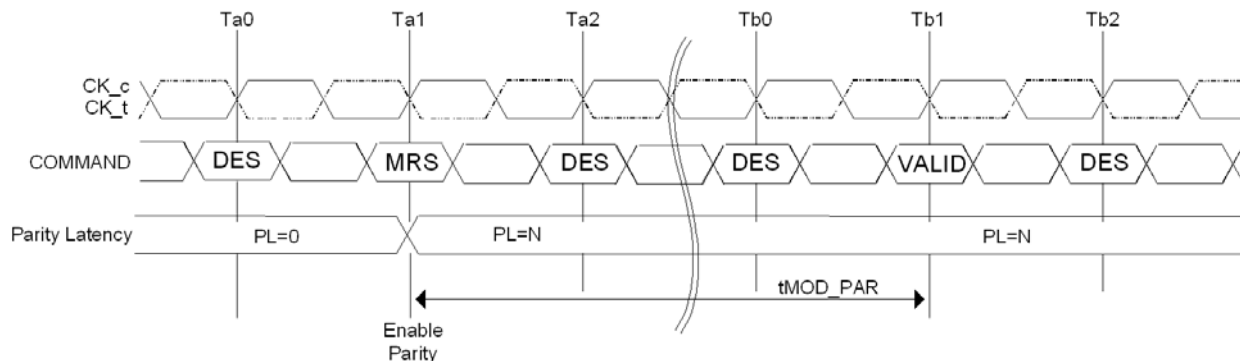 Ta0 Ta1 Ta2 Tb0 Tb1 Tb2
CK_c
CK_t
COMMAND DES MRS DES DES VALID DES
Parity Latency PL=0 PL=N PL=N
tMOD_PAR
Enable
Parity